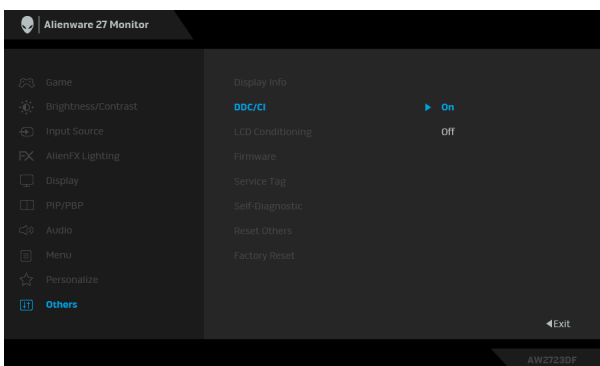 Alienware 27 Monitor
Game
Display Info
Brightness/Contrast
DDC/CI
On
Input Source
LCD Conditioning
Off
FX AlienFX Lighting
Firmware
Display
Service Tag
PIP/PBP
Self-Diagnostic
Audio
Reset Others
Menu
Factory Reset
Personalize
Others
Exit
AW2723DF